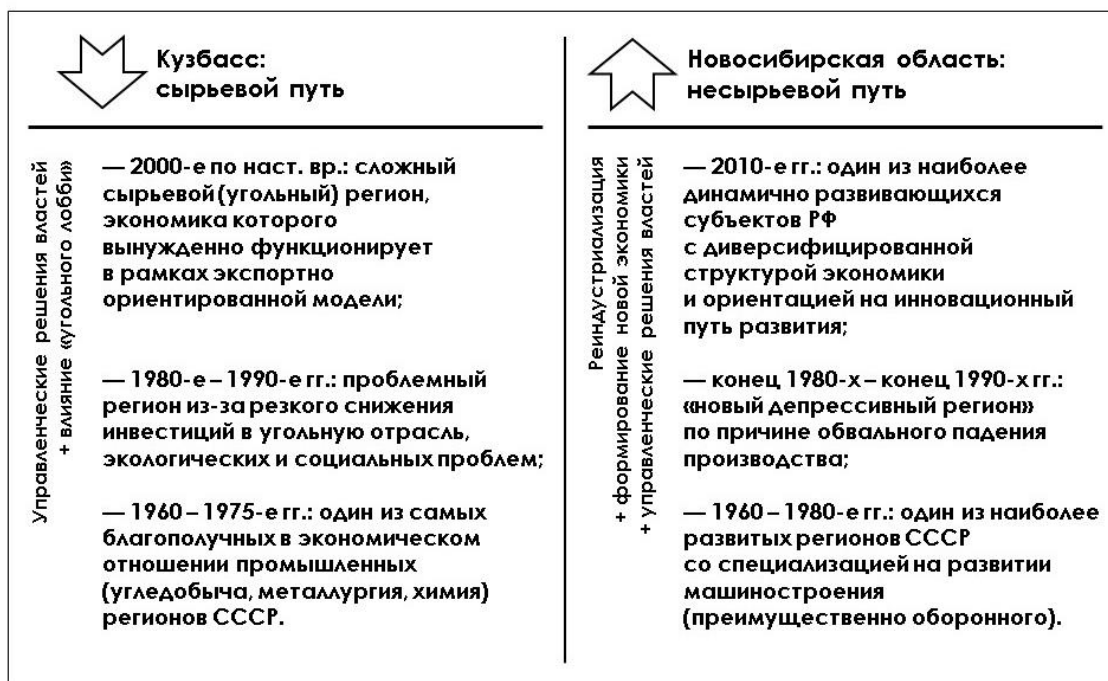 Кузбасс:
сырьевой путь
Управленческие решения властей
+ влияние «угольного лобби»
— 2000-е по наст. вр.: сложный
сырьевой (угольный) регион,
экономика которого
вынужденно функционирует
в рамках экспортно
ориентированной модели;
— 1980-е – 1990-е гг.: проблемный
регион из-за резкого снижения
инвестиций в угольную отрасль,
экологических и социальных проблем;
— 1960 – 1975-е гг.: один из самых
благополучных в экономическом
отношении промышленных
(угледобыча, металлургия, химия)
регионов СССР.
Новосибирская область:
несырьевой путь
Реиндустриализация
+ формирование новой экономики
+ управленческие решения властей
— 2010-е гг.: один из наиболее
динамично развивающихся
субъектов РФ
с диверсифицированной
структурой экономики
и ориентацией на инновационный
путь развития;
— конец 1980-х – конец 1990-х гг.:
«новый депрессивный регион»
по причине обвального падения
производства;
— 1960 – 1980-е гг.: один из наиболее
развитых регионов СССР
со специализацией на развитии
машиностроения
(преимущественно оборонного).